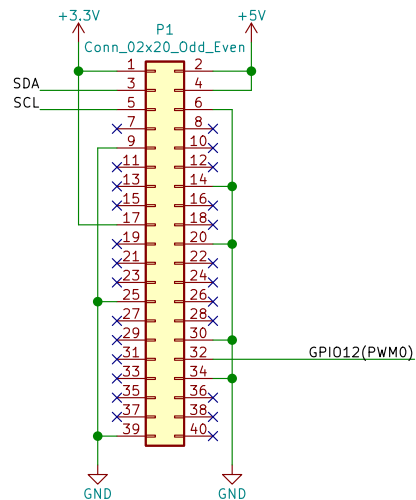 +3.3V +5V
P1
Conn_02x20_Odd_Even
1 2
SDA 3 4
SCL 5 6
7 8
9 10
11 12
13 14
15 16
17 18
19 20
21 22
23 24
25 26
27 28
29 30
31 32 GPIO12(PWM0)
33 34
35 36
37 38
39 40
GND GND